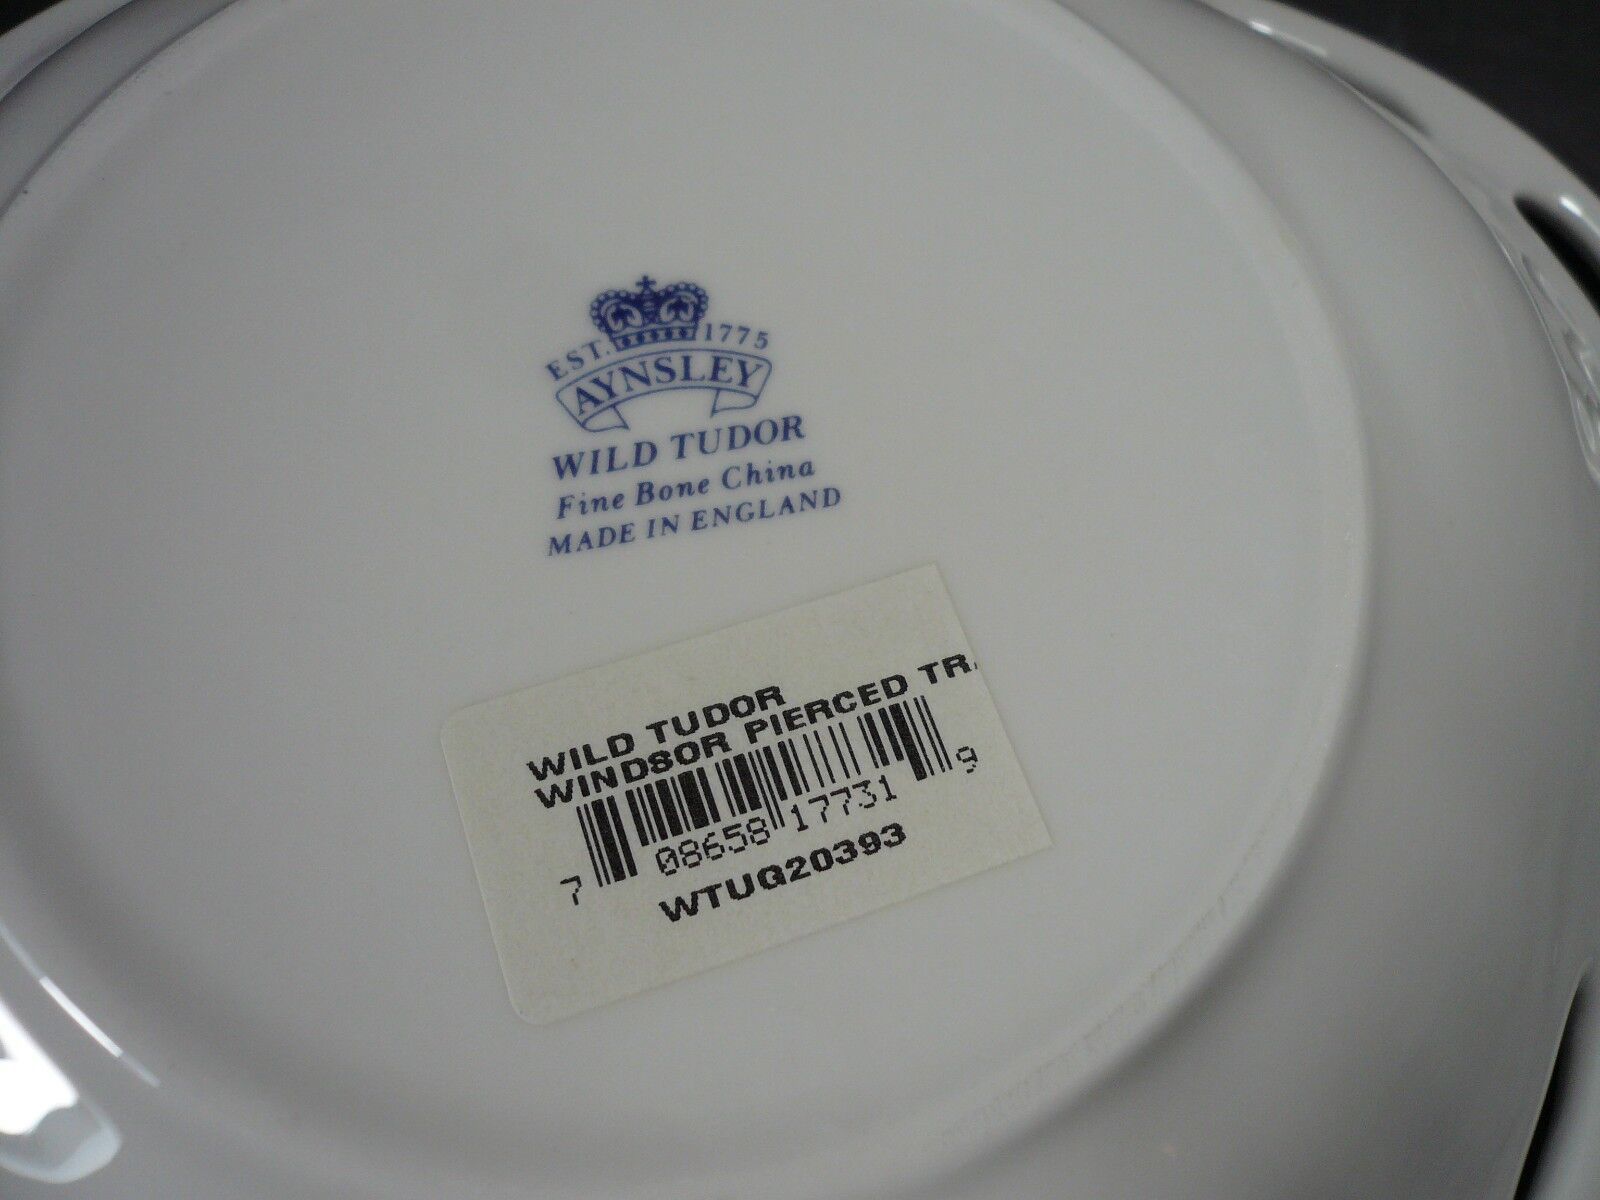 EST. 1775
AYNSLEY
WILD TUDOR
Fine Bone China
MADE IN ENGLAND
WILD TUDOR
WINDSOR PIERCED TRA
7 08658 17731 9
WTUG20393